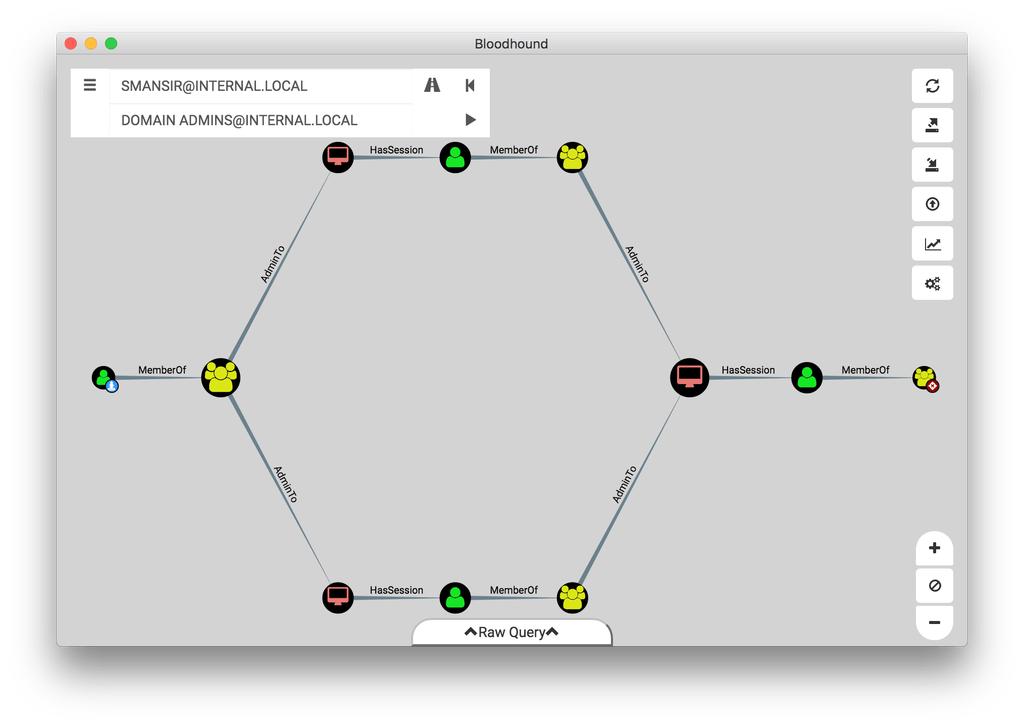 Bloodhound
SMANSIR@INTERNAL.LOCAL
DOMAIN ADMINS@INTERNAL.LOCAL
HasSession
MemberOf
AdminTo
AdminTo
MemberOf
HasSession
MemberOf
AdminTo
AdminTo
HasSession
MemberOf
Raw Query